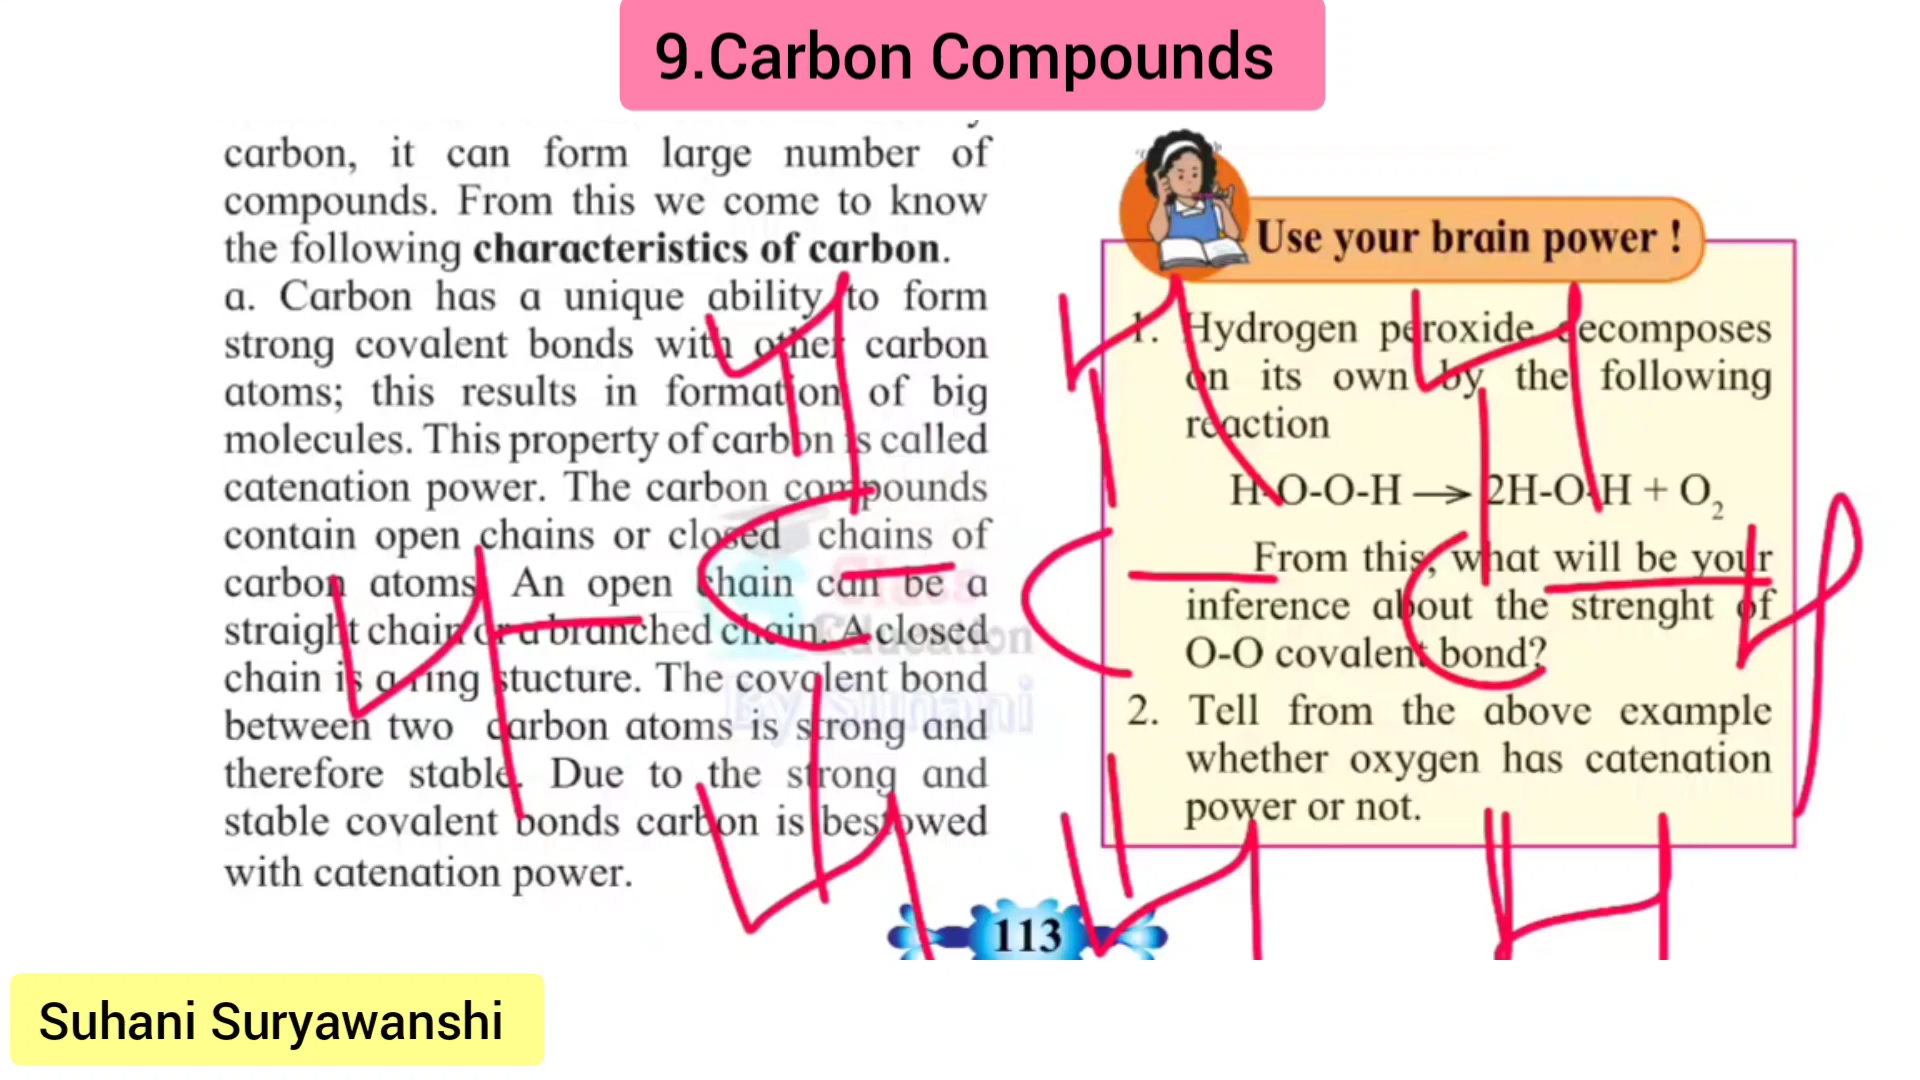 9.Carbon Compounds
carbon, it can form large number of
compounds. From this we come to know
the following characteristics of carbon.
a. Carbon has a unique ability to form
strong covalent bonds with other carbon
atoms; this results in formation of big
molecules. This property of carbon is called
catenation power. The carbon compounds
contain open chains or closed chains of
carbon atoms. An open chain can be a
straight chain or a branched chain. A closed
chain is a ring stucture. The covalent bond
between two carbon atoms is strong and
therefore stable. Due to the strong and
stable covalent bonds carbon is bestowed
with catenation power.
Use your brain power !
1. Hydrogen peroxide decomposes
on its own by the following
reaction
H-O-O-H → 2H-O-H + O2
From this, what will be your
inference about the strenght of
O-O covalent bond?
2. Tell from the above example
whether oxygen has catenation
power or not.
H H H
C C C
H H H H
H H H
Class
Education
By Suhani
113
Suhani Suryawanshi